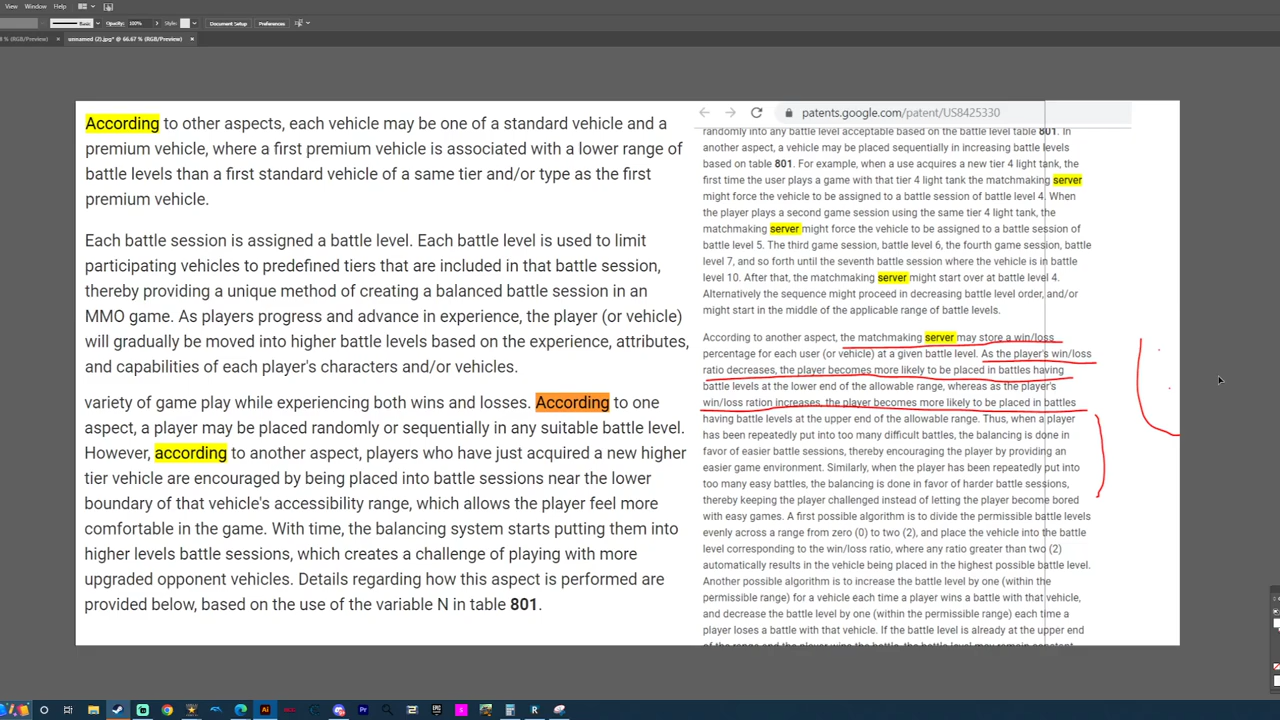 View Window Help
Basic Opacity: 100% Style: Document Setup Preferences
% (RGB/Preview) × unnamed (2).jpg* @ 66.67 % (RGB/Preview) ×
According to other aspects, each vehicle may be one of a standard vehicle and a
premium vehicle, where a first premium vehicle is associated with a lower range of
battle levels than a first standard vehicle of a same tier and/or type as the first
premium vehicle.
Each battle session is assigned a battle level. Each battle level is used to limit
participating vehicles to predefined tiers that are included in that battle session,
thereby providing a unique method of creating a balanced battle session in an
MMO game. As players progress and advance in experience, the player (or vehicle)
will gradually be moved into higher battle levels based on the experience, attributes,
and capabilities of each player's characters and/or vehicles.
variety of game play while experiencing both wins and losses. According to one
aspect, a player may be placed randomly or sequentially in any suitable battle level.
However, according to another aspect, players who have just acquired a new higher
tier vehicle are encouraged by being placed into battle sessions near the lower
boundary of that vehicle's accessibility range, which allows the player feel more
comfortable in the game. With time, the balancing system starts putting them into
higher levels battle sessions, which creates a challenge of playing with more
upgraded opponent vehicles. Details regarding how this aspect is performed are
provided below, based on the use of the variable N in table 801.
patents.google.com/patent/US8425330
randomly into any battle level acceptable based on the battle level table 801. In
another aspect, a vehicle may be placed sequentially in increasing battle levels
based on table 801. For example, when a use acquires a new tier 4 light tank, the
first time the user plays a game with that tier 4 light tank the matchmaking server
might force the vehicle to be assigned to a battle session of battle level 4. When
the player plays a second game session using the same tier 4 light tank, the
matchmaking server might force the vehicle to be assigned to a battle session of
battle level 5. The third game session, battle level 6, the fourth game session, battle
level 7, and so forth until the seventh battle session where the vehicle is in battle
level 10. After that, the matchmaking server might start over at battle level 4.
Alternatively the sequence might proceed in decreasing battle level order, and/or
might start in the middle of the applicable range of battle levels.
According to another aspect, the matchmaking server may store a win/loss
percentage for each user (or vehicle) at a given battle level. As the player's win/loss
ratio decreases, the player becomes more likely to be placed in battles having
battle levels at the lower end of the allowable range, whereas as the player's
win/loss ration increases, the player becomes more likely to be placed in battles
having battle levels at the upper end of the allowable range. Thus, when a player
has been repeatedly put into too many difficult battles, the balancing is done in
favor of easier battle sessions, thereby encouraging the player by providing an
easier game environment. Similarly, when the player has been repeatedly put into
too many easy battles, the balancing is done in favor of harder battle sessions,
thereby keeping the player challenged instead of letting the player become bored
with easy games. A first possible algorithm is to divide the permissible battle levels
evenly across a range from zero (0) to two (2), and place the vehicle into the battle
level corresponding to the win/loss ratio, where any ratio greater than two (2)
automatically results in the vehicle being placed in the highest possible battle level.
Another possible algorithm is to increase the battle level by one (within the
permissible range) for a vehicle each time a player wins a battle with that vehicle,
and decrease the battle level by one (within the permissible range) each time a
player loses a battle with that vehicle. If the battle level is already at the upper end
of the range and the player wins the battle, the battle level may remain constant